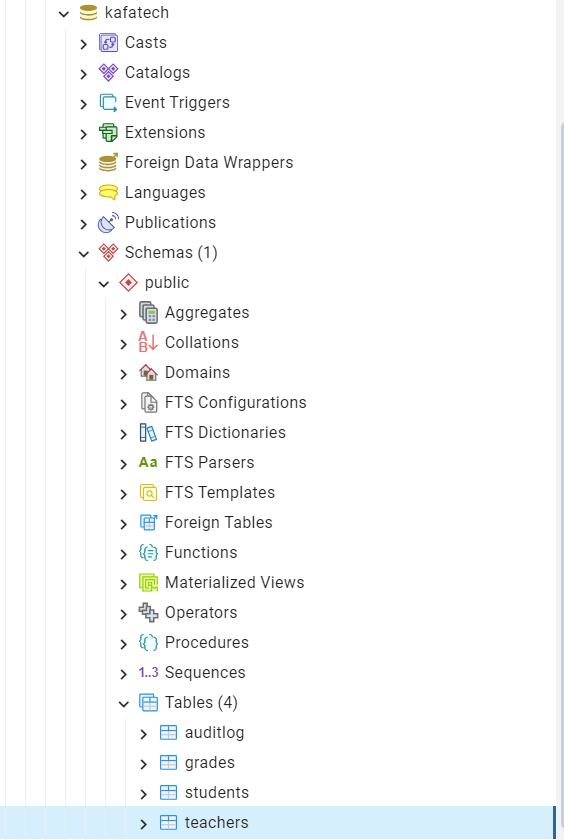 kafatech
Casts
Catalogs
Event Triggers
Extensions
Foreign Data Wrappers
Languages
Publications
Schemas (1)
public
Aggregates
AB Collations
Domains
FTS Configurations
FTS Dictionaries
Aa FTS Parsers
FTS Templates
Foreign Tables
Functions
Materialized Views
Operators
Procedures
1..3 Sequences
Tables (4)
auditlog
grades
students
teachers